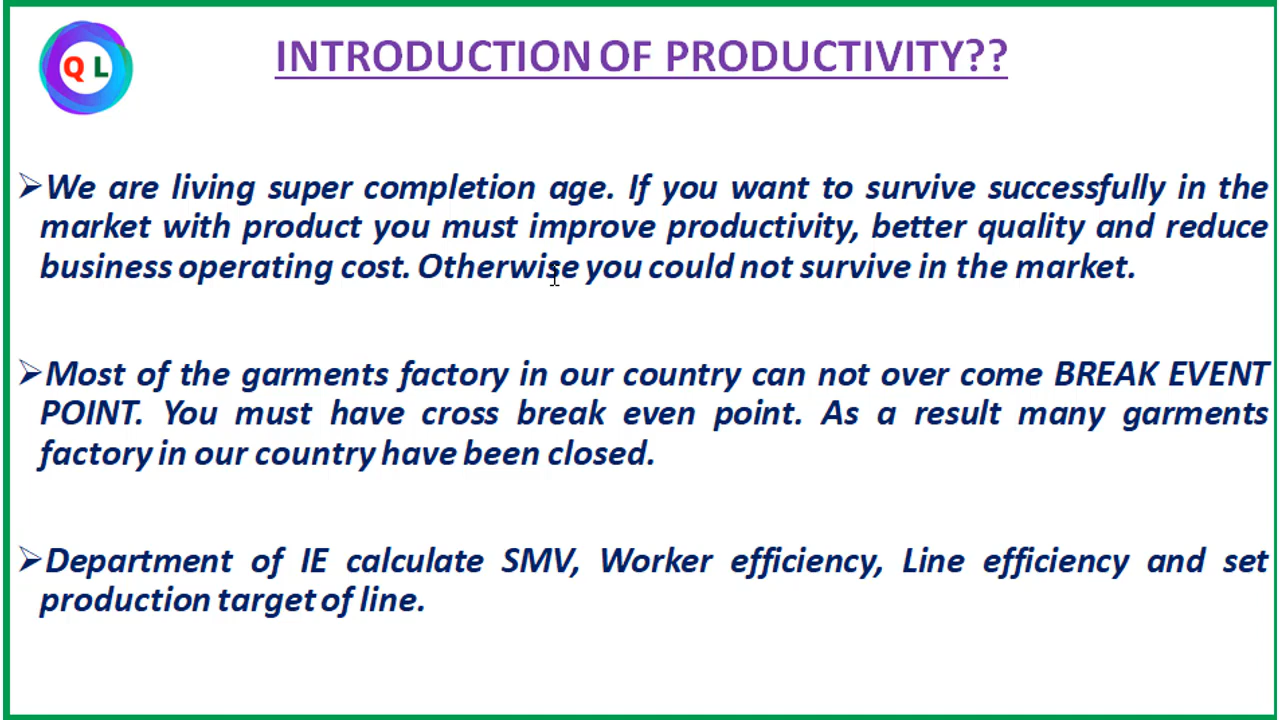 Q L
INTRODUCTION OF PRODUCTIVITY??
➢We are living super completion age. If you want to survive successfully in the
market with product you must improve productivity, better quality and reduce
business operating cost. Otherwise you could not survive in the market.
➢Most of the garments factory in our country can not over come BREAK EVENT
POINT. You must have cross break even point. As a result many garments
factory in our country have been closed.
➢Department of IE calculate SMV, Worker efficiency, Line efficiency and set
production target of line.